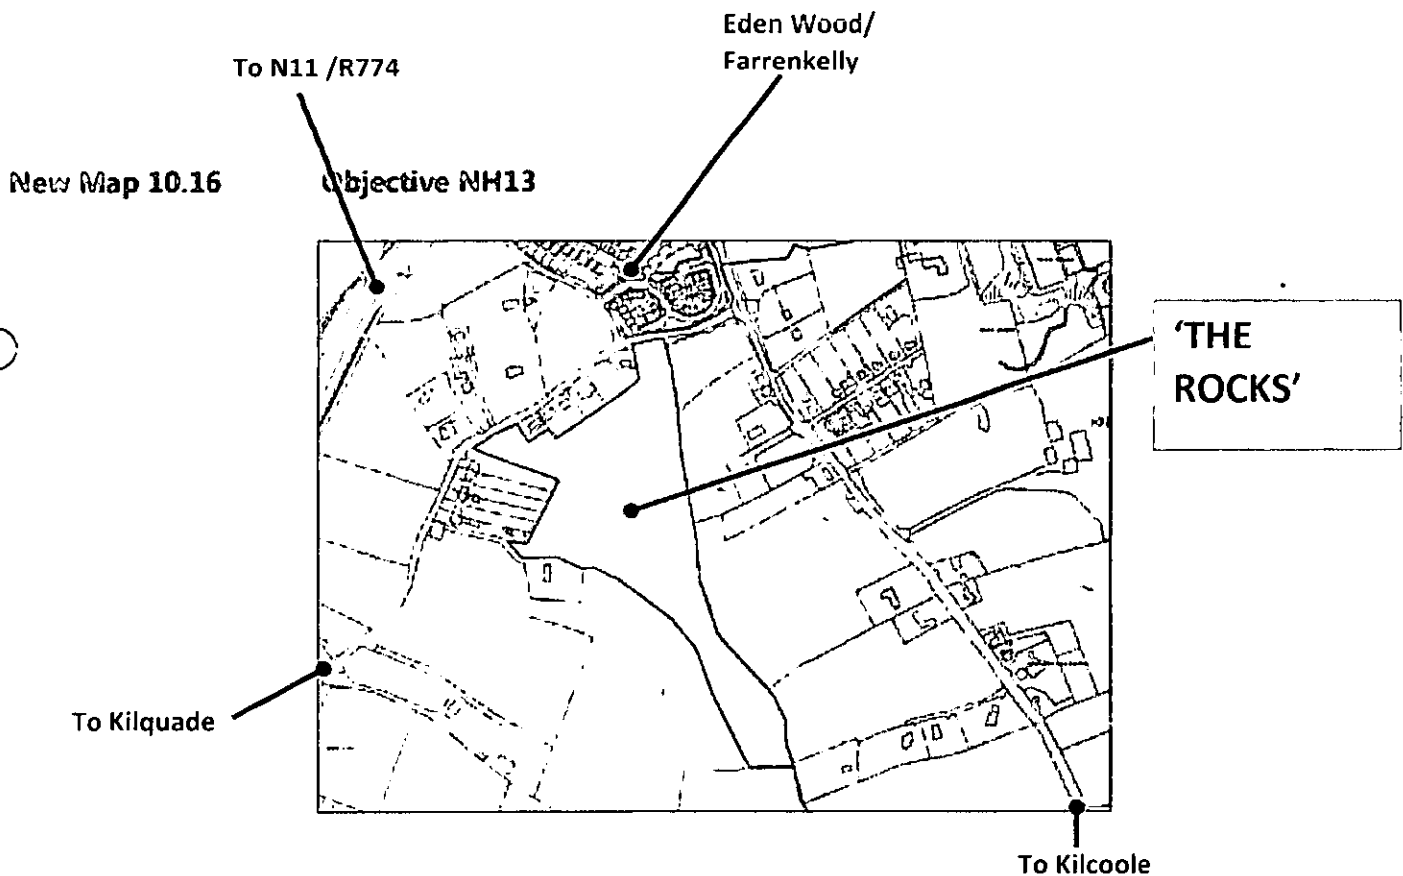 Eden Wood/
Farrenkelly
To N11 /R774
New Map 10.16 Objective NH13
‘THE
ROCKS’
To Kilquade
To Kilcoole